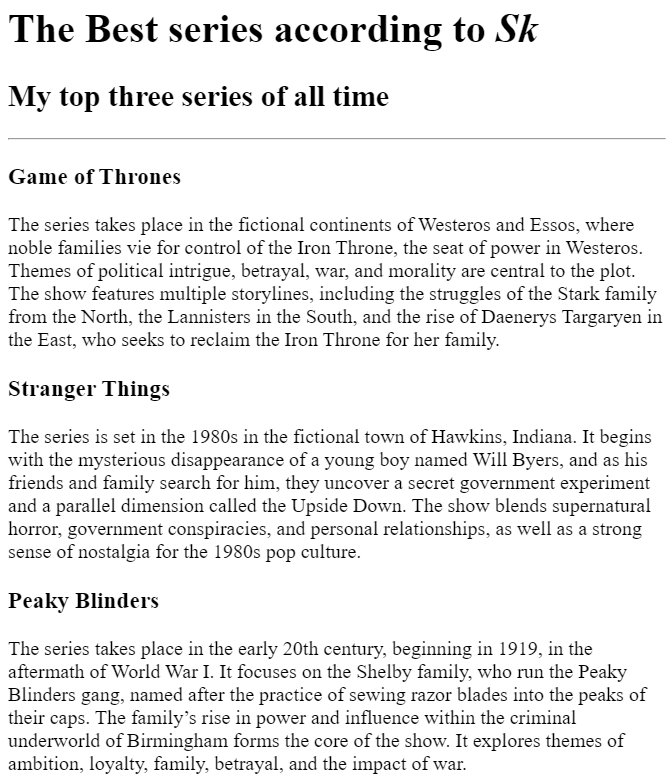 The Best series according to Sk
My top three series of all time
Game of Thrones
The series takes place in the fictional continents of Westeros and Essos, where
noble families vie for control of the Iron Throne, the seat of power in Westeros.
Themes of political intrigue, betrayal, war, and morality are central to the plot.
The show features multiple storylines, including the struggles of the Stark family
from the North, the Lannisters in the South, and the rise of Daenerys Targaryen in
the East, who seeks to reclaim the Iron Throne for her family.
Stranger Things
The series is set in the 1980s in the fictional town of Hawkins, Indiana. It begins
with the mysterious disappearance of a young boy named Will Byers, and as his
friends and family search for him, they uncover a secret government experiment
and a parallel dimension called the Upside Down. The show blends supernatural
horror, government conspiracies, and personal relationships, as well as a strong
sense of nostalgia for the 1980s pop culture.
Peaky Blinders
The series takes place in the early 20th century, beginning in 1919, in the
aftermath of World War I. It focuses on the Shelby family, who run the Peaky
Blinders gang, named after the practice of sewing razor blades into the peaks of
their caps. The family’s rise in power and influence within the criminal
underworld of Birmingham forms the core of the show. It explores themes of
ambition, loyalty, family, betrayal, and the impact of war.